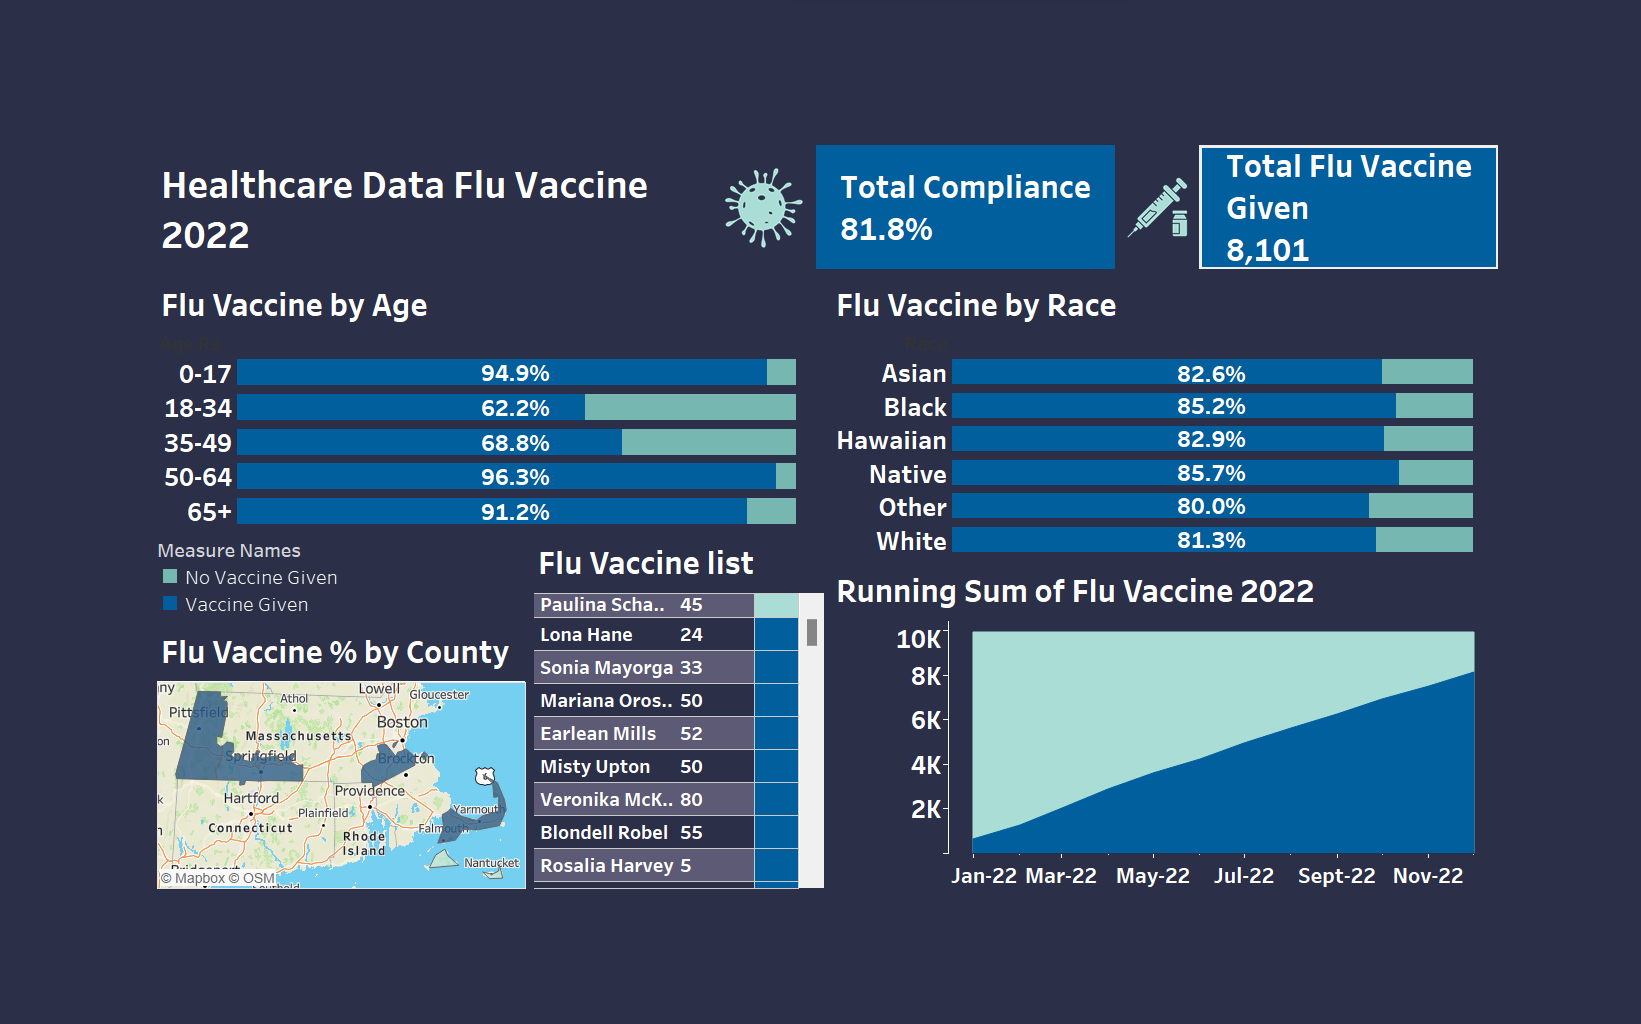 Healthcare Data Flu Vaccine
2022
Total Compliance
81.8%
Total Flu Vaccine
Given
8,101
Flu Vaccine by Age
0-17 94.9%
18-34 62.2%
35-49 68.8%
50-64 96.3%
65+ 91.2%
Measure Names
No Vaccine Given
Vaccine Given
Flu Vaccine by Race
Race
Asian 82.6%
Black 85.2%
Hawaiian 82.9%
Native 85.7%
Other 80.0%
White 81.3%
Flu Vaccine % by County
Lowell
Gloucester
Athol
Pittsfield
Boston
Massachusetts
Springfield
Brockton
Hartford
Providence
Plainfield
Yarmouth
Connecticut
Falmouth
Rhode
Island
Nantucket
© Mapbox © OSM
Flu Vaccine list
Paulina Scha.. 45
Lona Hane 24
Sonia Mayorga 33
Mariana Oros.. 50
Earlean Mills 52
Misty Upton 50
Veronika McK.. 80
Blondell Robel 55
Rosalia Harvey 5
Running Sum of Flu Vaccine 2022
10K
8K
6K
4K
2K
Jan-22 Mar-22 May-22 Jul-22 Sept-22 Nov-22